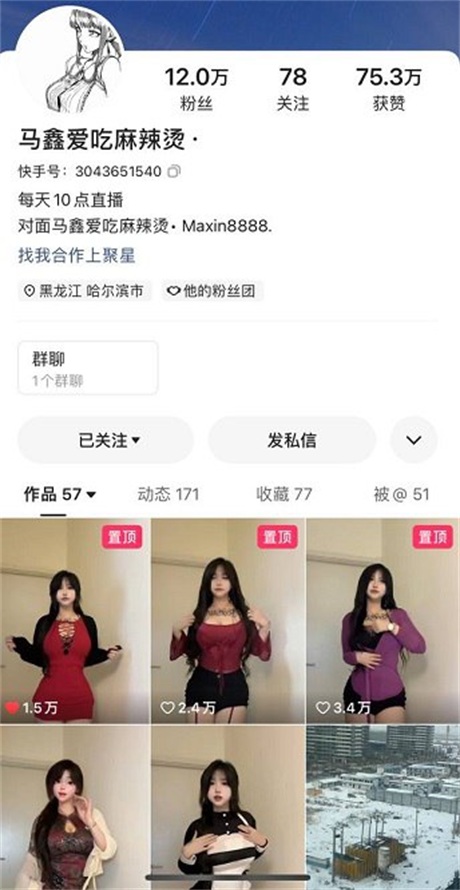 12.0万 78 75.3万
粉丝 关注 获赞
马鑫爱吃麻辣烫·
快手号：3043651540
每天10点直播
对面马鑫爱吃麻辣烫• Maxin8888.
找我合作上聚星
黑龙江 哈尔滨市 他的粉丝团
群聊
1个群聊
已关注 发私信
作品 57 动态 171 收藏 77 被@ 51
置顶 置顶 置顶
1.5万 2.4万 3.4万